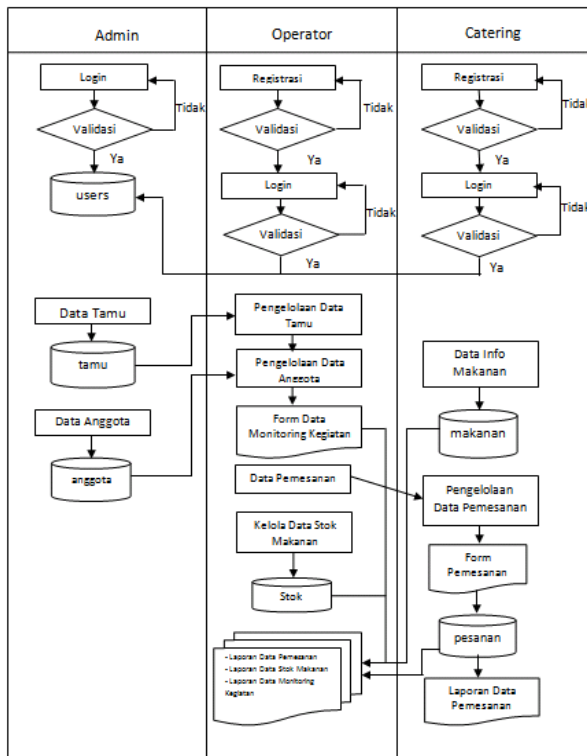 Admin
Operator
Catering
Login
Tidak
Validasi
Ya
users
Registrasi
Tidak
Validasi
Ya
Login
Tidak
Validasi
Ya
Registrasi
Tidak
Validasi
Ya
Login
Tidak
Validasi
Ya
Data Tamu
tamu
Data Anggota
anggota
Pengelolaan Data
Tamu
Pengelolaan Data
Anggota
Form Data
Monitoring Kegiatan
Data Pemesanan
Kelola Data Stok
Makanan
Stok
- Laporan Data Pemesanan
- Laporan Data Stok Makanan
- Laporan Data Monitoring
Kegiatan
Data Info
Makanan
makanan
Pengelolaan
Data Pemesanan
Form
Pemesanan
pesanan
Laporan Data
Pemesanan